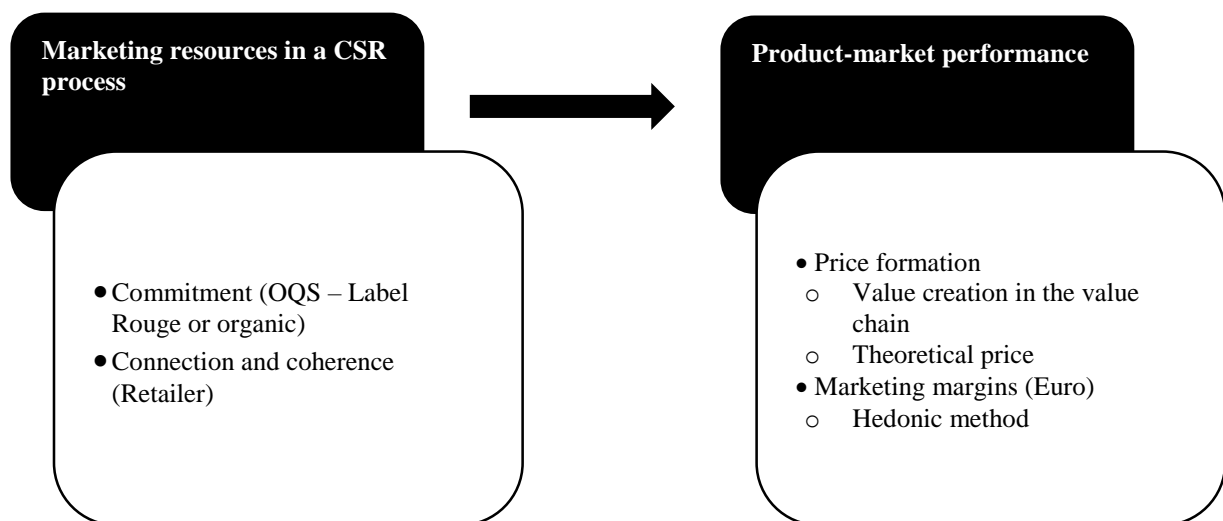 Marketing resources in a CSR
process
• Commitment (OQS – Label
Rouge or organic)
• Connection and coherence
(Retailer)
Product-market performance
• Price formation
o Value creation in the value
chain
o Theoretical price
• Marketing margins (Euro)
o Hedonic method